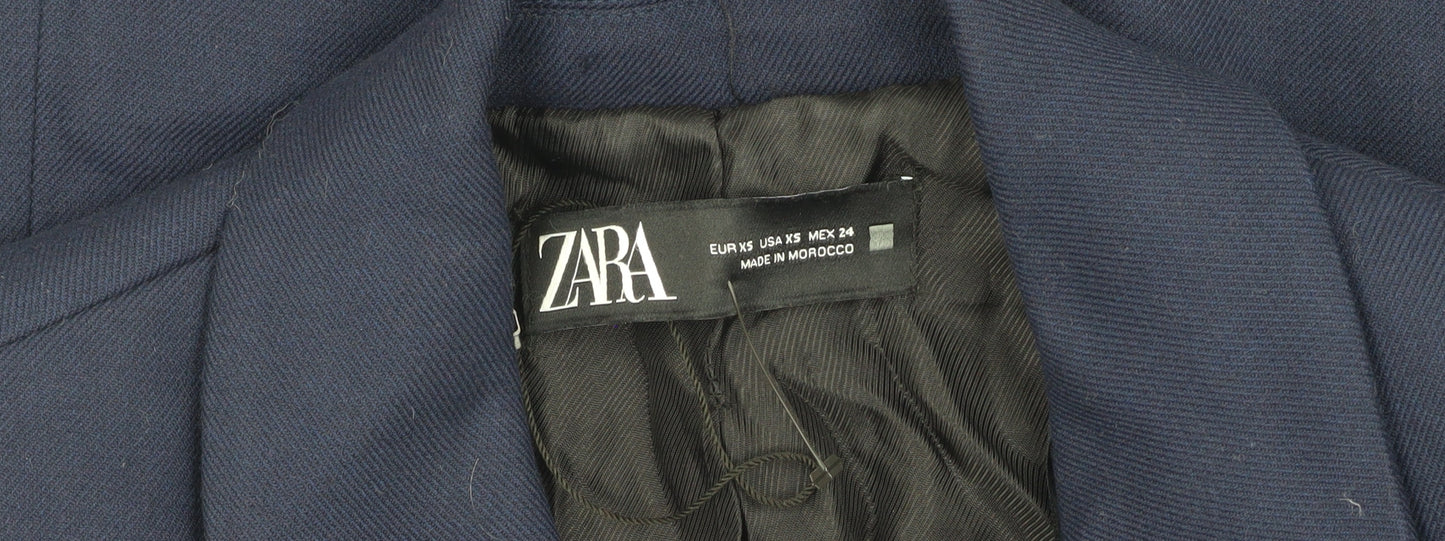 ZARA
EUR XS USA XS MEX 24
MADE IN MOROCCO